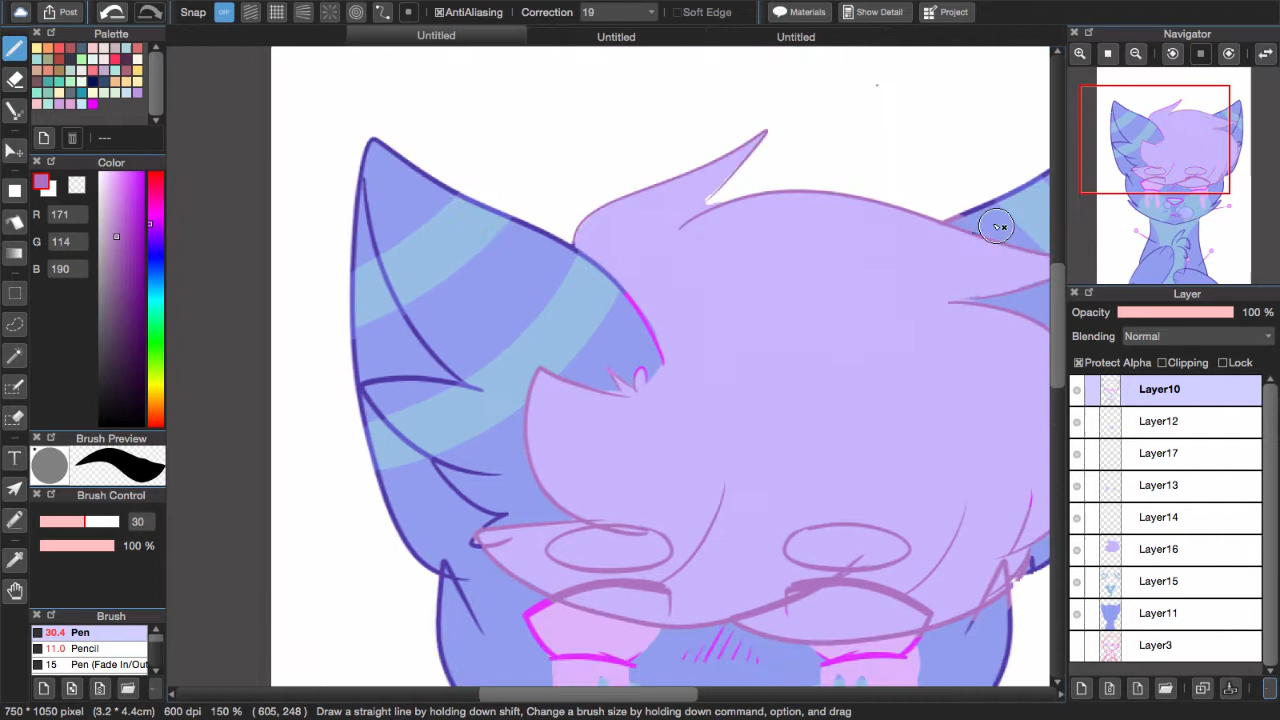 Post
Snap
OFF
AntiAliasing
Correction
19
Soft Edge
Materials
Show Detail
Project
Palette
Untitled
Untitled
Untitled
Navigator
---
Color
R
171
G
114
B
190
Brush Preview
Brush Control
30
100 %
Brush
30.4 Pen
11.0 Pencil
15 Pen (Fade In/Out
T
Layer
Opacity
100 %
Blending
Normal
Protect Alpha
Clipping
Lock
Layer10
Layer12
Layer17
Layer13
Layer14
Layer16
Layer15
Layer11
Layer3
750 * 1050 pixel (3.2 * 4.4cm) 600 dpi 150 % ( 605, 248 ) Draw a straight line by holding down shift, Change a brush size by holding down command, option, and drag